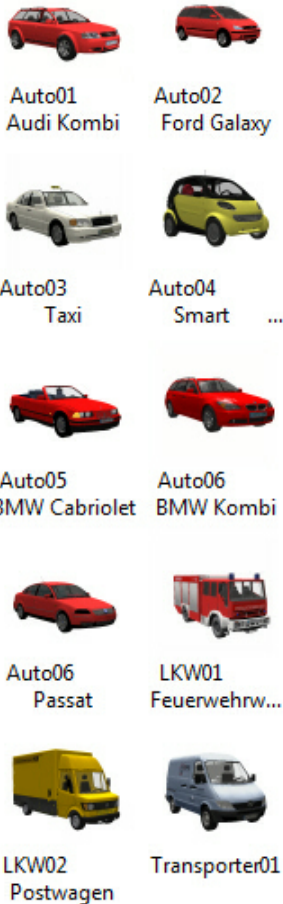 Auto01 Auto02
Audi Kombi Ford Galaxy
Auto03 Auto04
Taxi Smart ...
Auto05 Auto06
BMW Cabriolet BMW Kombi
Auto06 LKW01
Passat Feuerwehrw...
LKW02 Transporter01
Postwagen